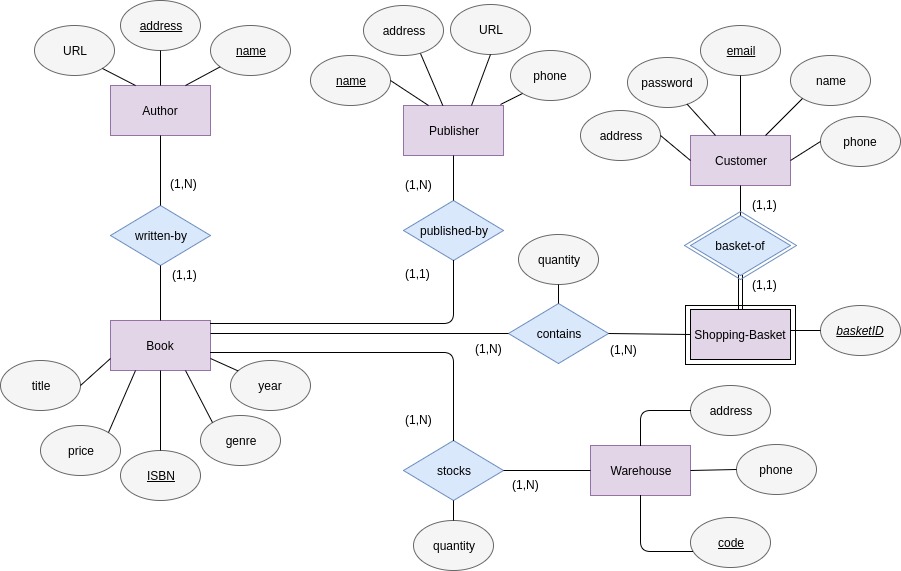 address
URL
name
Author
address
URL
name
phone
Publisher
email
password
name
address
phone
Customer
(1,N)
(1,N)
(1,1)
written-by
published-by
basket-of
(1,1)
(1,1)
(1,1)
quantity
Book
contains
Shopping-Basket
basketID
(1,N)
(1,N)
title
year
price
genre
ISBN
(1,N)
address
stocks
Warehouse
phone
(1,N)
quantity
code